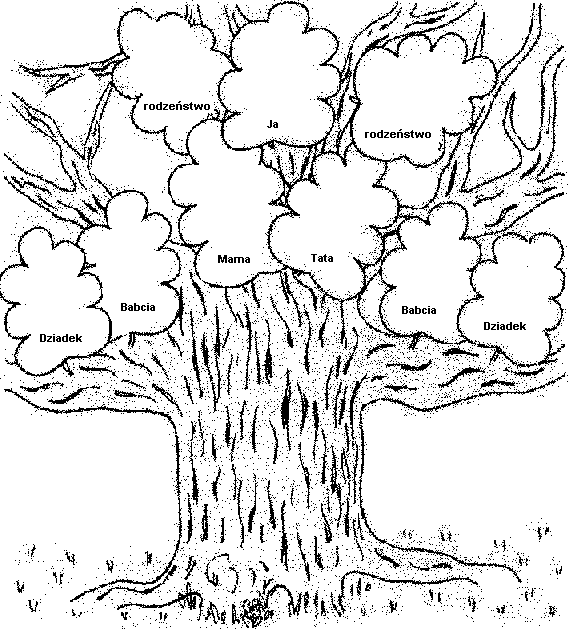 rodzeństwo
Ja
rodzeństwo
Mama
Tata
Babcia
Babcia
Dziadek
Dziadek